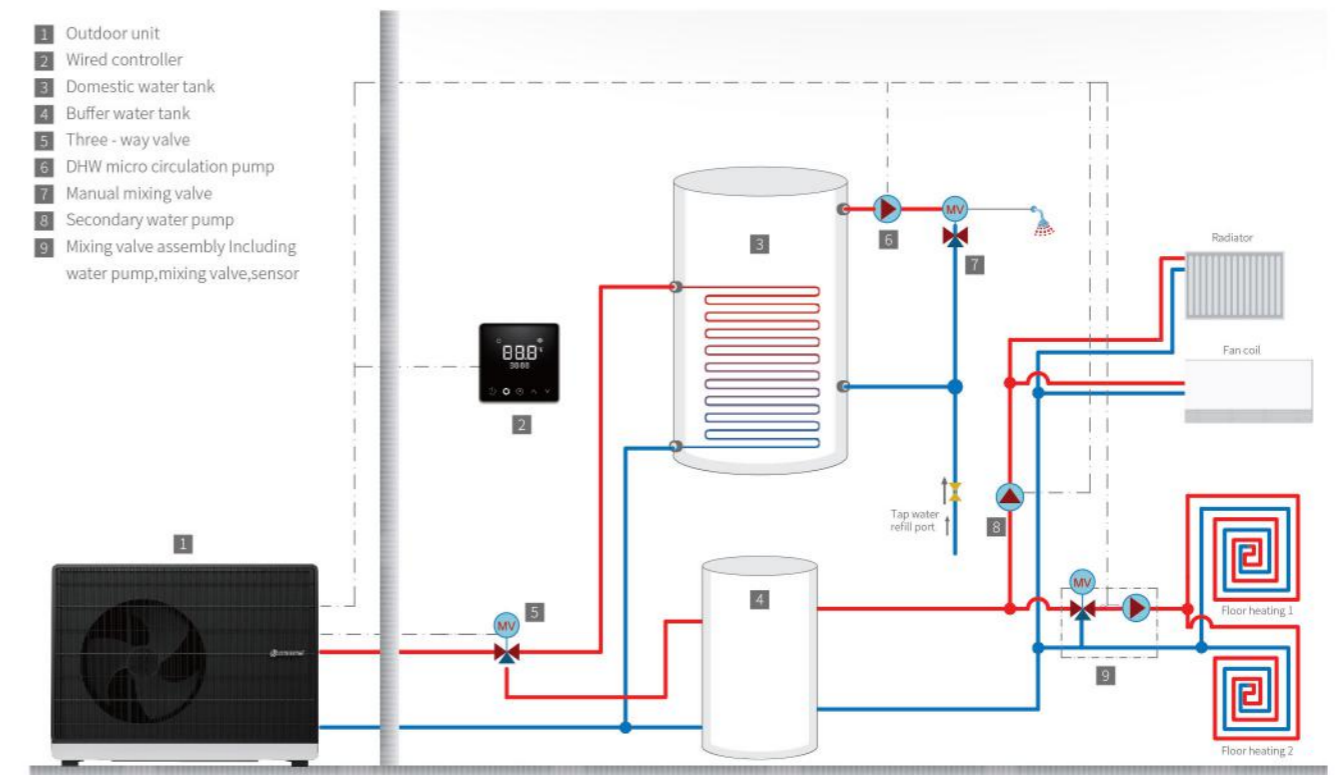 1 Outdoor unit
2 Wired controller
3 Domestic water tank
4 Buffer water tank
5 Three - way valve
6 DHW micro circulation pump
7 Manual mixing valve
8 Secondary water pump
9 Mixing valve assembly Including
water pump,mixing valve,sensor
3
MV
6
7
Radiator
Fan coil
88.8
2
Tap water
refill port
8
1
4
MV
5
MV
9
Floor heating 1
Floor heating 2